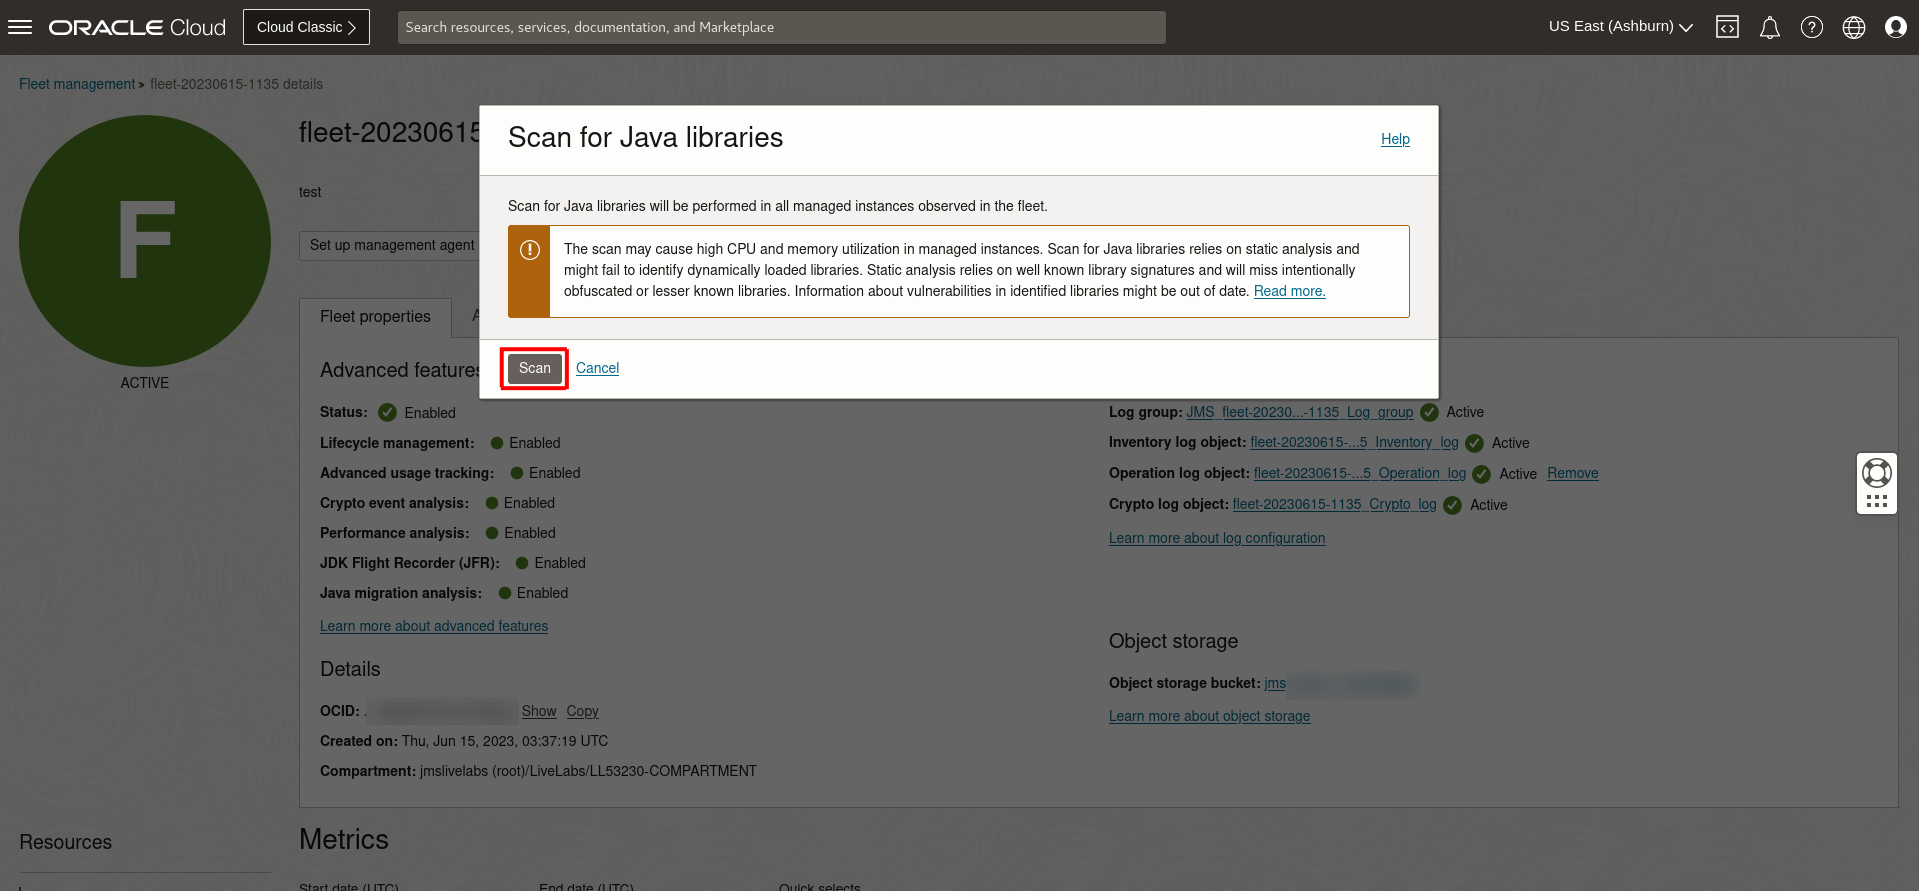 ORACLE Cloud
Cloud Classic
Search resources, services, documentation, and Marketplace
US East (Ashburn)
Fleet management » fleet-20230615-1135 details
F
ACTIVE
fleet-20230615
test
Set up management agent
Fleet properties
Scan for Java libraries
Help
Scan for Java libraries will be performed in all managed instances observed in the fleet.
The scan may cause high CPU and memory utilization in managed instances. Scan for Java libraries relies on static analysis and
might fail to identify dynamically loaded libraries. Static analysis relies on well known library signatures and will miss intentionally
obfuscated or lesser known libraries. Information about vulnerabilities in identified libraries might be out of date. Read more.
Scan Cancel
Advanced features
Status: Enabled
Lifecycle management: Enabled
Advanced usage tracking: Enabled
Crypto event analysis: Enabled
Performance analysis: Enabled
JDK Flight Recorder (JFR): Enabled
Java migration analysis: Enabled
Learn more about advanced features
Details
OCID: . Show Copy
Created on: Thu, Jun 15, 2023, 03:37:19 UTC
Compartment: jmslivelabs (root)/LiveLabs/LL53230-COMPARTMENT
Log group: JMS_fleet-20230...-1135_Log_group Active
Inventory log object: fleet-20230615-...5_Inventory_log Active
Operation log object: fleet-20230615-...5_Operation_log Active Remove
Crypto log object: fleet-20230615-1135_Crypto_log Active
Learn more about log configuration
Object storage
Object storage bucket: jms
Learn more about object storage
Resources
Metrics
Start date (UTC)
End date (UTC)
Quick selects